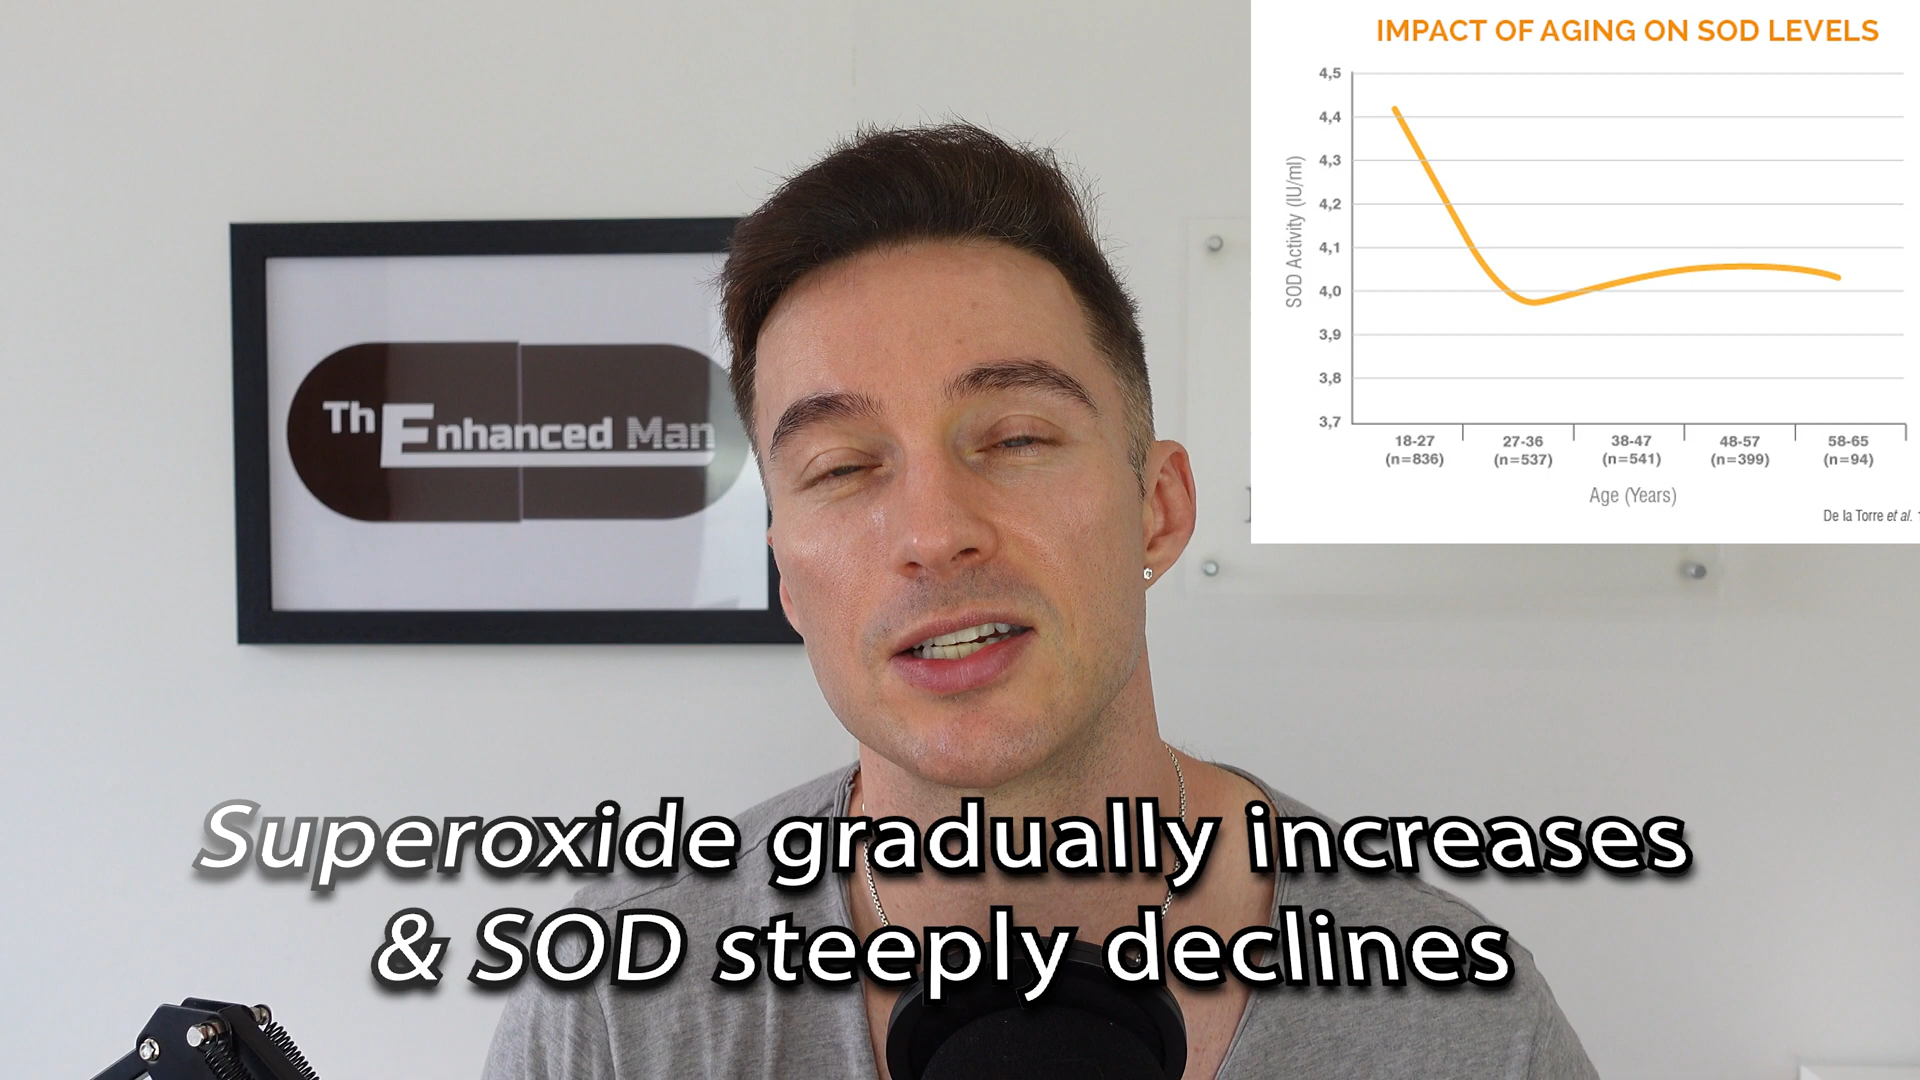 IMPACT OF AGING ON SOD LEVELS
4,5
4,4
4,3
4,2
4,1
4,0
3,9
3,8
3,7
SOD Activity (IU/ml)
18-27 27-36 38-47 48-57 58-65
(n=836) (n=537) (n=541) (n=399) (n=94)
Age (Years)
De la Torre et al.
ThEnhanced Man
Superoxide gradually increases
& SOD steeply declines